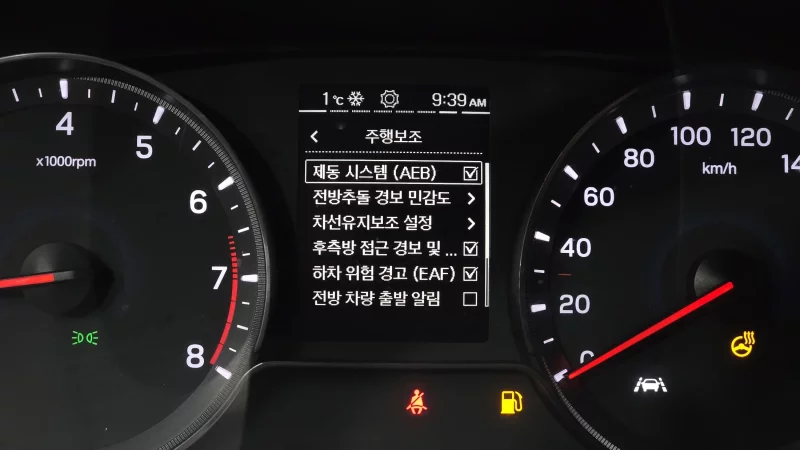 1℃ 9:39 AM
주행보조
제동 시스템 (AEB)
전방추돌 경보 민감도
차선유지보조 설정
후측방 접근 경보 및 ...
하차 위험 경고 (EAF)
전방 차량 출발 알림
4
5
6
7
8
x1000rpm
20
40
60
80
100
120
14
km/h
0